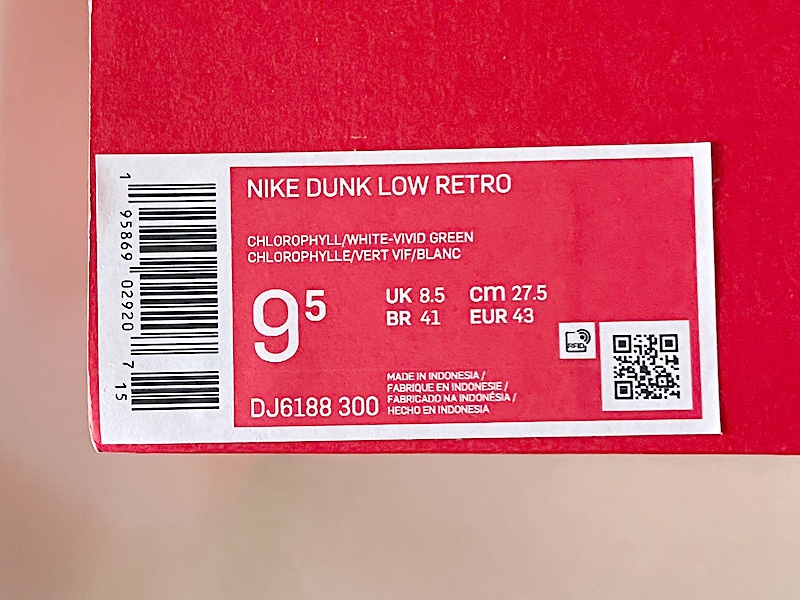 NIKE DUNK LOW RETRO
CHLOROPHYLL/WHITE-VIVID GREEN
CHLOROPHYLLE/VERT VIF/BLANC
95
UK 8.5 cm 27.5
BR 41 EUR 43
RFID
MADE IN INDONESIA /
FABRIQUE EN INDONESIE /
FABRICADO NA INDONÉSIA /
HECHO EN INDONESIA
DJ6188 300
1 95869 02920 7 15